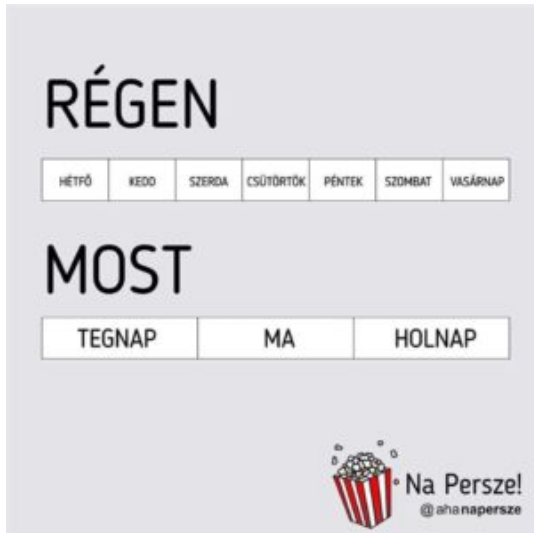 RÉGEN
HÉTFŐ KEDD SZERDA CSÜTÖRTÖK PÉNTEK SZOMBAT VASÁRNAP
MOST
TEGNAP MA HOLNAP
Na Persze!
@ahanapersze